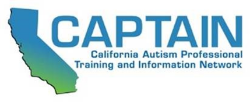 CAPTAIN
California Autism Professional
Training and Information Network